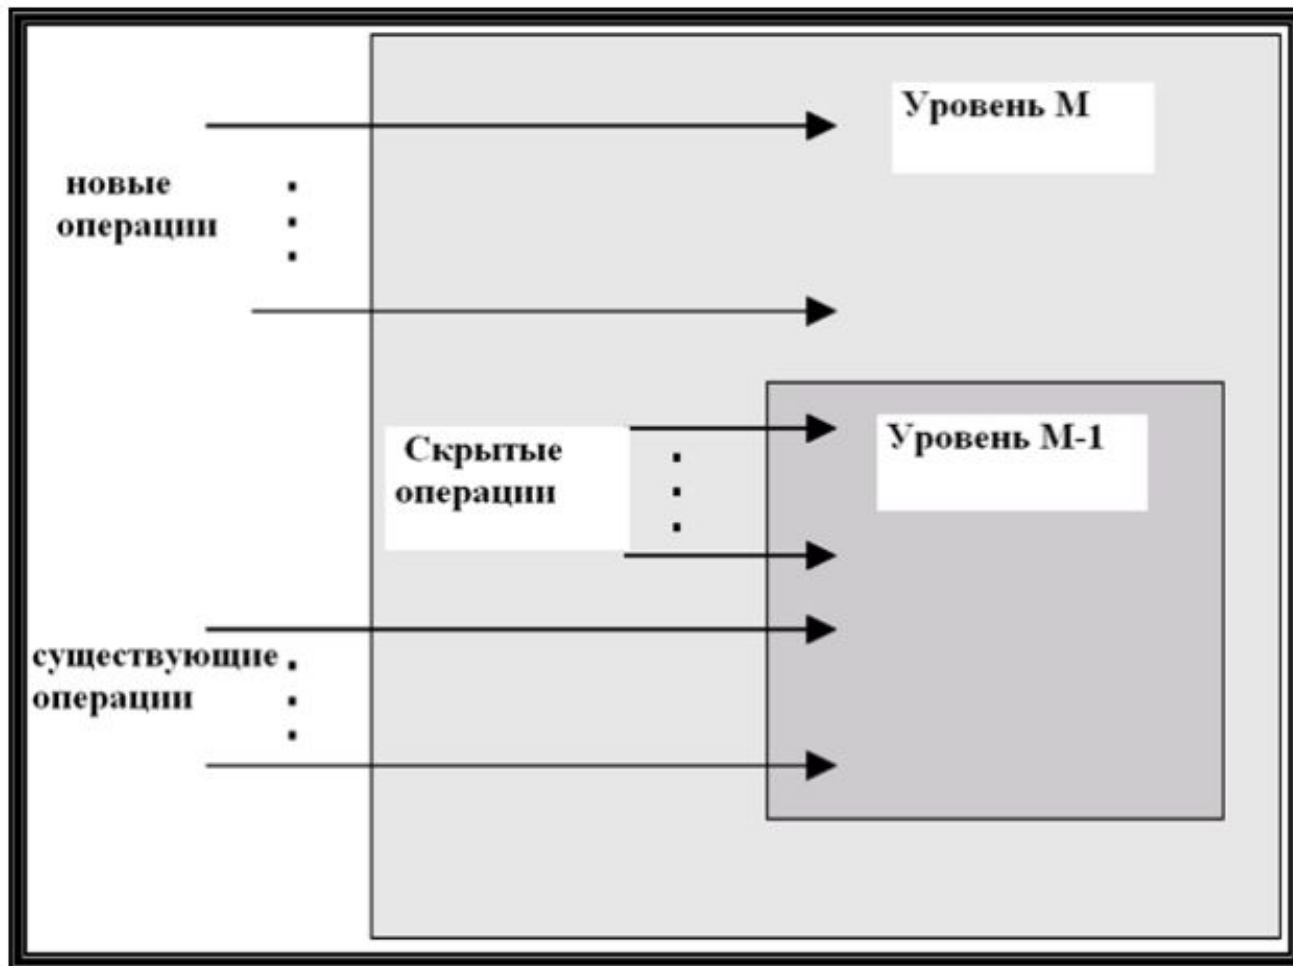 Уровень М
новые
операции
Скрытые
операции
Уровень М-1
существующие
операции